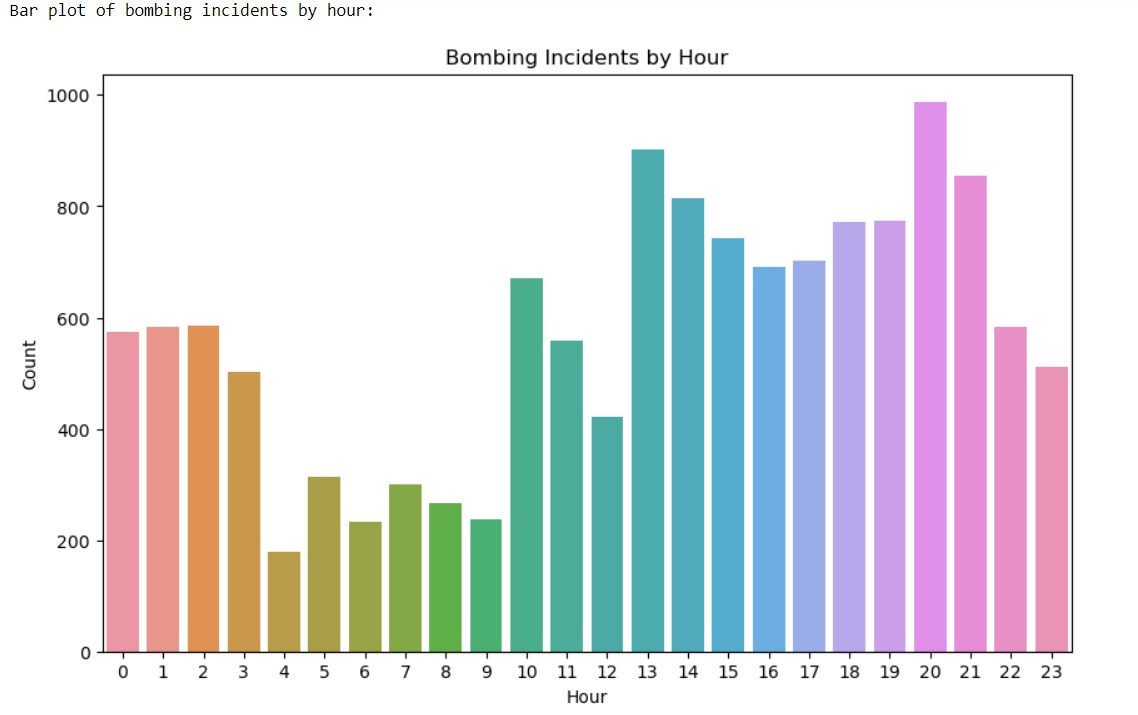 Bar plot of bombing incidents by hour:
Bombing Incidents by Hour
1000
800
600
400
200
0
Count
0 1 2 3 4 5 6 7 8 9 10 11 12 13 14 15 16 17 18 19 20 21 22 23
Hour